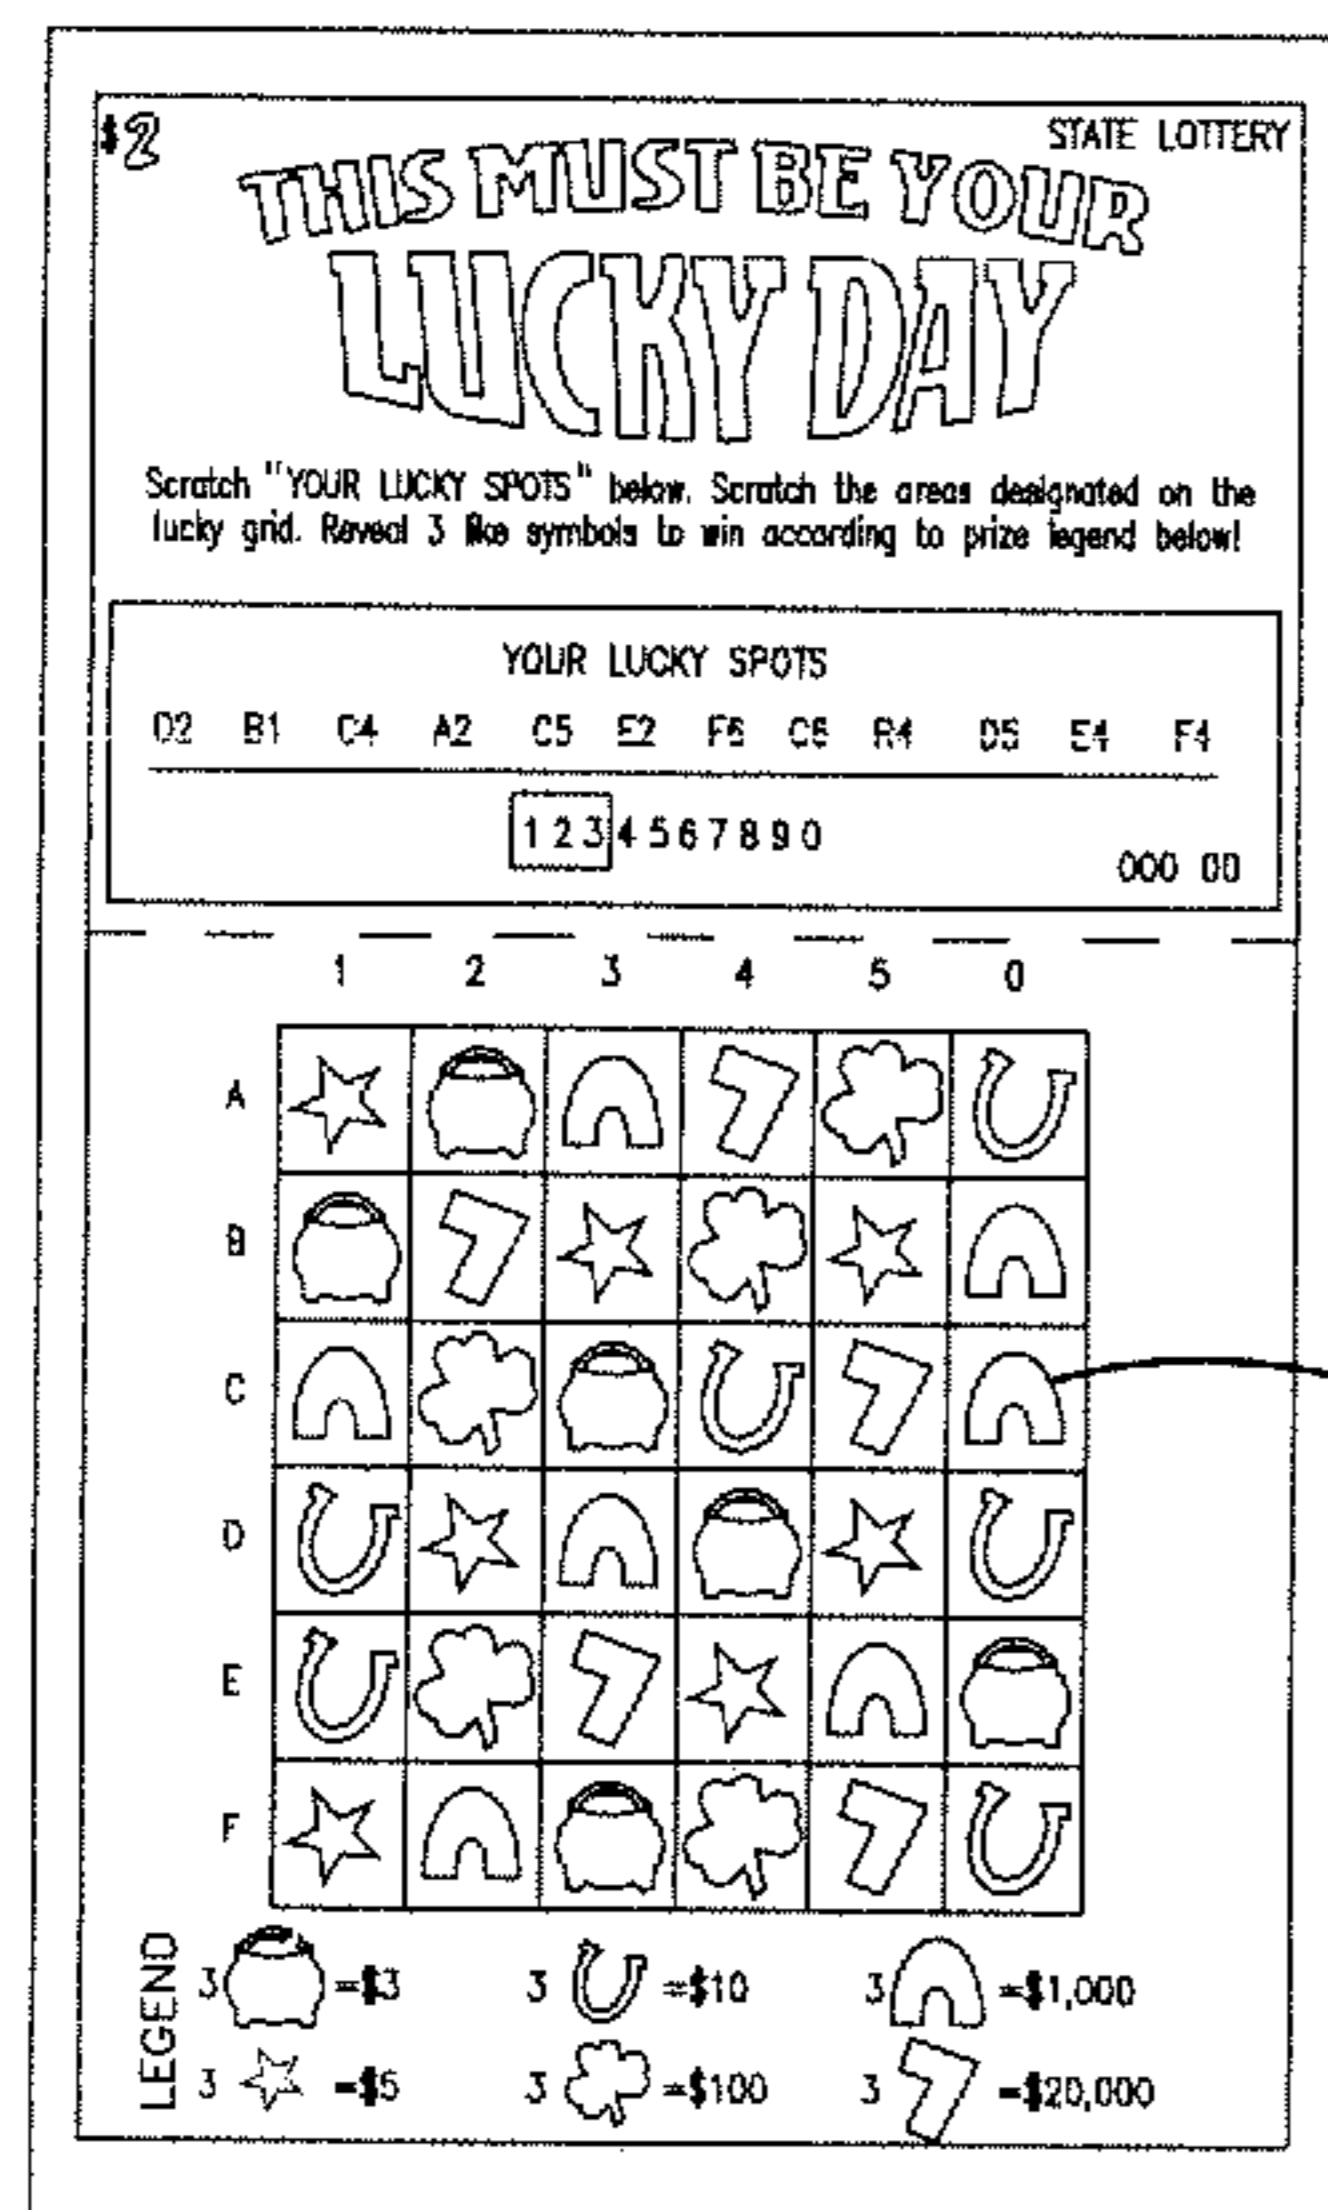 $2
STATE LOTTERY
THIS MUST BE YOUR
LUCKY DAY
Scratch "YOUR LUCKY SPOTS" below. Scratch the areas designated on the
lucky grid. Reveal 3 like symbols to win according to prize legend below!
YOUR LUCKY SPOTS
D2 B1 C4 A2 C5 E2 F6 C6 B4 D5 E4 F4
1234567890
000 00
1 2 3 4 5 0
A
B
C
D
E
F
LEGEND
3 =$3 3 =$10 3 =$1,000
3 =$5 3 =$100 3 =$20,000